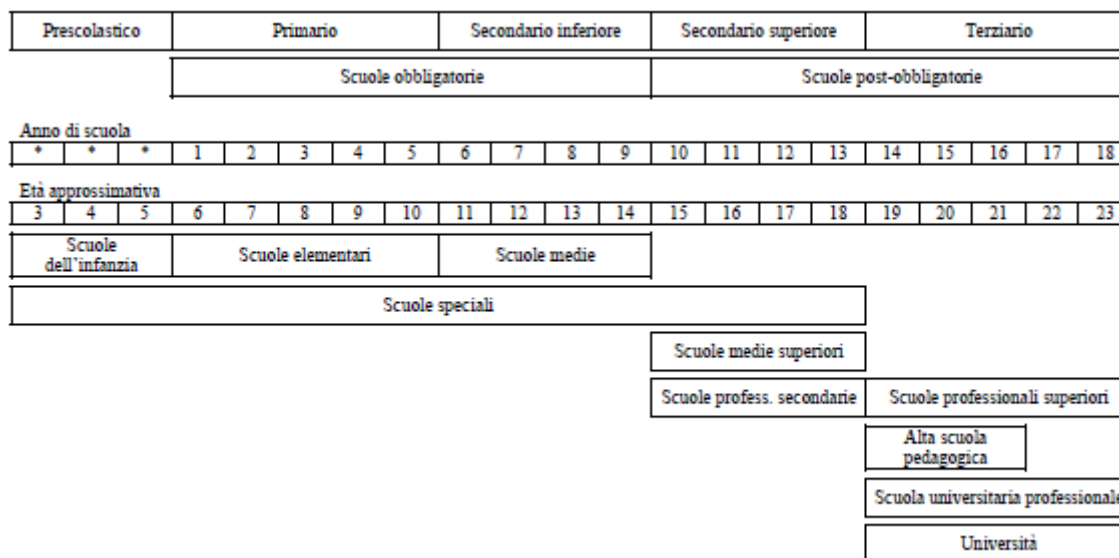 Prescolastico Primario Secondario inferiore Secondario superiore Terziario
Scuole obbligatorie Scuole post-obbligatorie
Anno di scuola
* * * 1 2 3 4 5 6 7 8 9 10 11 12 13 14 15 16 17 18
Età approssimativa
3 4 5 6 7 8 9 10 11 12 13 14 15 16 17 18 19 20 21 22 23
Scuole
dell'infanzia
Scuole elementari Scuole medie
Scuole speciali
Scuole medie superiori
Scuole profess. secondarie Scuole professionali superiori
Alta scuola
pedagogica
Scuola universitaria professionale
Università